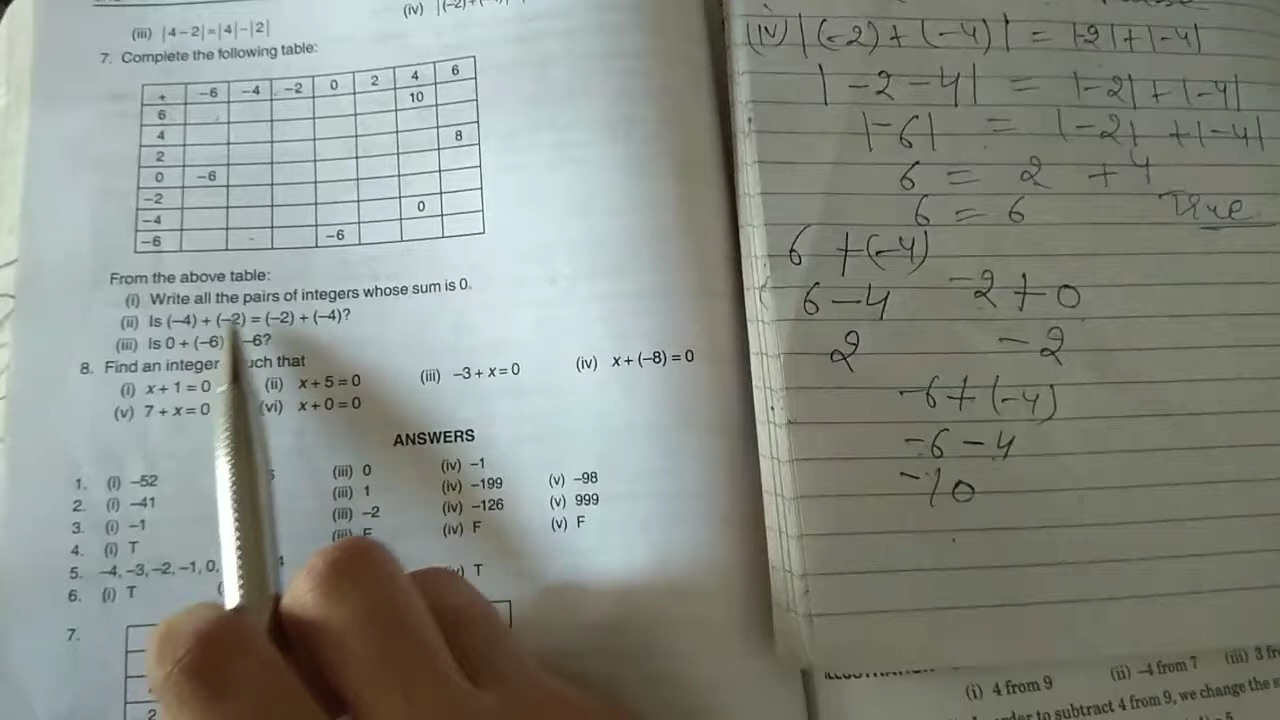 (iii) |4 − 2| = |4| − |2|
(iv) |(−2) +
7. Complete the following table:
+ −6 −4 −2 0 2 4 6
6 10
4 8
2
0 −6
−2
−4 0
−6 −6
From the above table:
(i) Write all the pairs of integers whose sum is 0.
(ii) Is (−4) + (−2) = (−2) + (−4)?
(iii) Is 0 + (−6) −6?
8. Find an integer such that
(i) x + 1 = 0 (ii) x + 5 = 0 (iii) −3 + x = 0 (iv) x + (−8) = 0
(v) 7 + x = 0 (vi) x + 0 = 0
ANSWERS
1. (i) −52 (iii) 0 (iv) −1 (v) −98
2. (i) −41 (iii) 1 (iv) −199 (v) 999
3. (i) −1 (iii) −2 (iv) −126
4. (i) T (iii) F (iv) F (v) F
5. −4, −3, −2, −1, 0,
6. (i) T T
7.
2
(iv) |(−2) + (−4)| = |−2| + |−4|
|−2 − 4| = |−2| + |−4|
|−6| = |−2| + |−4|
6 = 2 + 4
6 = 6 True
6 + (−4)
6 − 4 −2 + 0
2 −2
−6 + (−4)
−6 − 4
−10
(i) 4 from 9 (ii) −4 from 7 (iii) 3
order to subtract 4 from 9, we change the